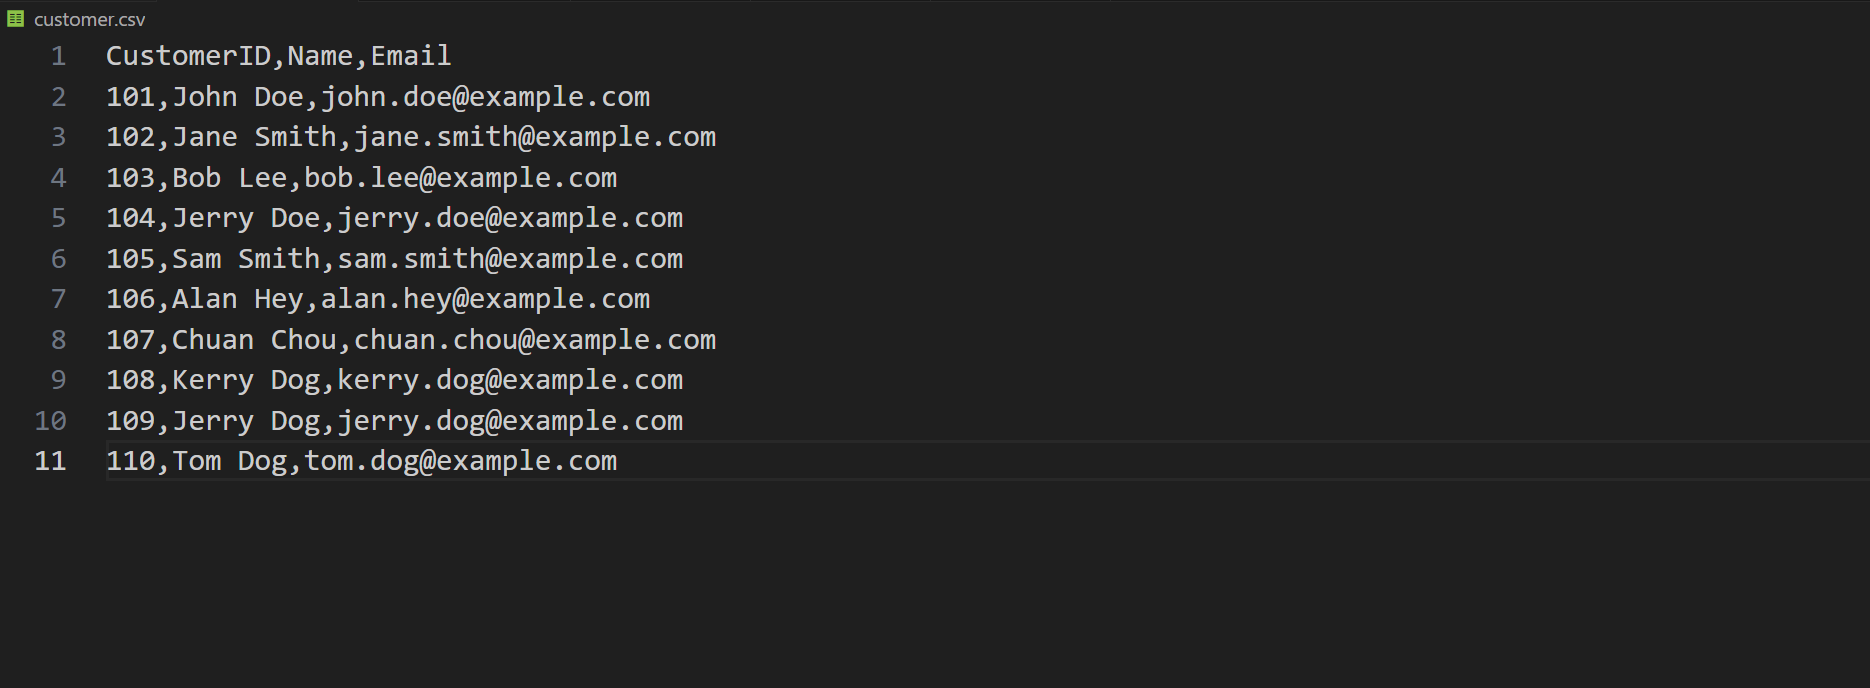 customer.csv
1 CustomerID,Name,Email
2 101,John Doe,john.doe@example.com
3 102,Jane Smith,jane.smith@example.com
4 103,Bob Lee,bob.lee@example.com
5 104,Jerry Doe,jerry.doe@example.com
6 105,Sam Smith,sam.smith@example.com
7 106,Alan Hey,alan.hey@example.com
8 107,Chuan Chou,chuan.chou@example.com
9 108,Kerry Dog,kerry.dog@example.com
10 109,Jerry Dog,jerry.dog@example.com
11 110,Tom Dog,tom.dog@example.com